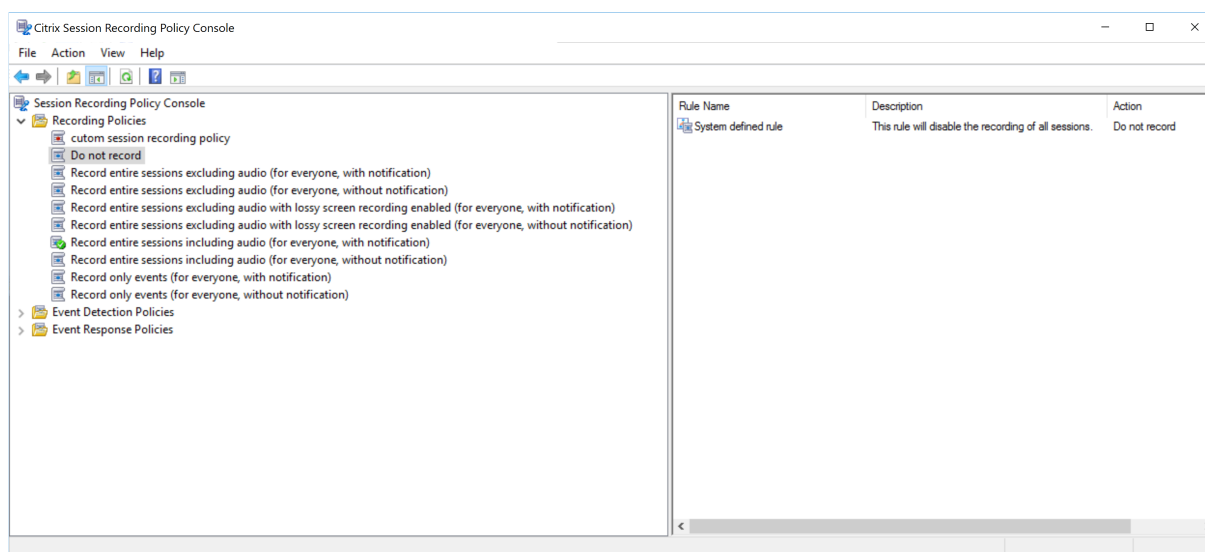 Citrix Session Recording Policy Console
File Action View Help
Session Recording Policy Console
Recording Policies
cutom session recording policy
Do not record
Record entire sessions excluding audio (for everyone, with notification)
Record entire sessions excluding audio (for everyone, without notification)
Record entire sessions excluding audio with lossy screen recording enabled (for everyone, with notification)
Record entire sessions excluding audio with lossy screen recording enabled (for everyone, without notification)
Record entire sessions including audio (for everyone, with notification)
Record entire sessions including audio (for everyone, without notification)
Record only events (for everyone, with notification)
Record only events (for everyone, without notification)
Event Detection Policies
Event Response Policies
Rule Name Description Action
System defined rule This rule will disable the recording of all sessions. Do not record